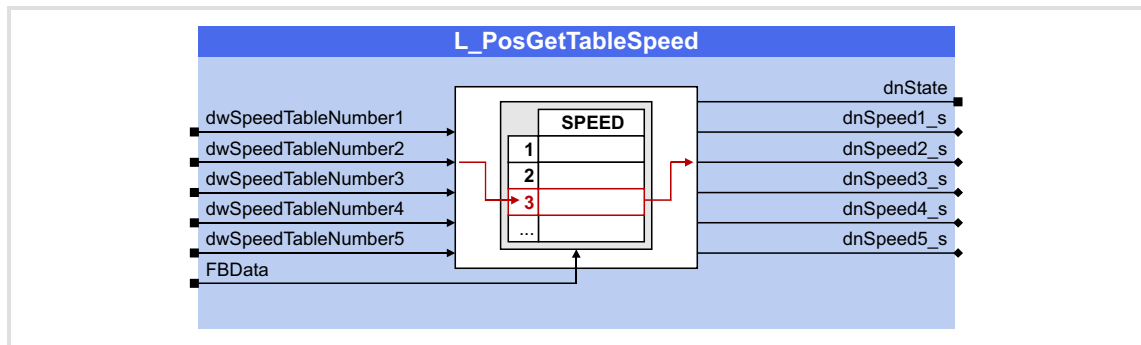 L_PosGetTableSpeed
dwSpeedTableNumber1
dwSpeedTableNumber2
dwSpeedTableNumber3
dwSpeedTableNumber4
dwSpeedTableNumber5
FBData
SPEED
1
2
3
...
dnState
dnSpeed1_s
dnSpeed2_s
dnSpeed3_s
dnSpeed4_s
dnSpeed5_s